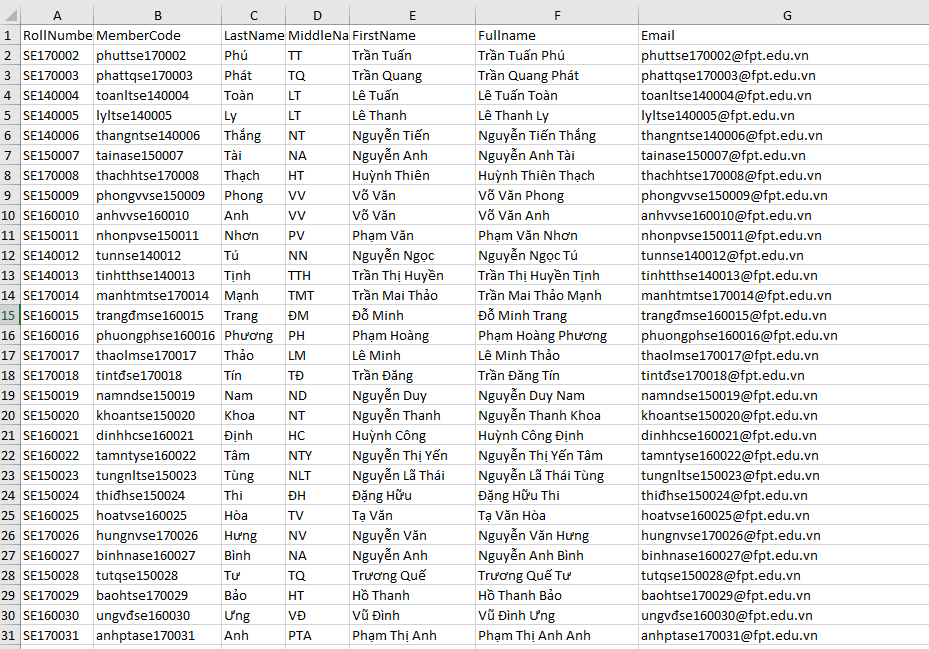 A B C D E F G
1 RollNumbe MemberCode LastName MiddleNa FirstName Fullname Email
2 SE170002 phuttse170002 Phú TT Trần Tuấn Trần Tuấn Phú phuttse170002@fpt.edu.vn
3 SE170003 phattqse170003 Phát TQ Trần Quang Trần Quang Phát phattqse170003@fpt.edu.vn
4 SE140004 toanltse140004 Toàn LT Lê Tuấn Lê Tuấn Toàn toanltse140004@fpt.edu.vn
5 SE140005 lyltse140005 Ly LT Lê Thanh Lê Thanh Ly lyltse140005@fpt.edu.vn
6 SE140006 thangntse140006 Thắng NT Nguyễn Tiến Nguyễn Tiến Thắng thangntse140006@fpt.edu.vn
7 SE150007 tainase150007 Tài NA Nguyễn Anh Nguyễn Anh Tài tainase150007@fpt.edu.vn
8 SE170008 thachhtse170008 Thạch HT Huỳnh Thiên Huỳnh Thiên Thạch thachhtse170008@fpt.edu.vn
9 SE150009 phongvvse150009 Phong VV Võ Văn Võ Văn Phong phongvvse150009@fpt.edu.vn
10 SE160010 anhvvse160010 Anh VV Võ Văn Võ Văn Anh anhvvse160010@fpt.edu.vn
11 SE150011 nhonpvse150011 Nhơn PV Phạm Văn Phạm Văn Nhơn nhonpvse150011@fpt.edu.vn
12 SE140012 tunnse140012 Tú NN Nguyễn Ngọc Nguyễn Ngọc Tú tunnse140012@fpt.edu.vn
13 SE140013 tinhtthse140013 Tịnh TTH Trần Thị Huyền Trần Thị Huyền Tịnh tinhtthse140013@fpt.edu.vn
14 SE170014 manhtmtse170014 Mạnh TMT Trần Mai Thảo Trần Mai Thảo Mạnh manhtmtse170014@fpt.edu.vn
15 SE160015 trangđmse160015 Trang ĐM Đỗ Minh Đỗ Minh Trang trangđmse160015@fpt.edu.vn
16 SE160016 phuongphse160016 Phương PH Phạm Hoàng Phạm Hoàng Phương phuongphse160016@fpt.edu.vn
17 SE170017 thaolmse170017 Thảo LM Lê Minh Lê Minh Thảo thaolmse170017@fpt.edu.vn
18 SE170018 tintđse170018 Tín TĐ Trần Đăng Trần Đăng Tín tintđse170018@fpt.edu.vn
19 SE150019 namndse150019 Nam ND Nguyễn Duy Nguyễn Duy Nam namndse150019@fpt.edu.vn
20 SE150020 khoantse150020 Khoa NT Nguyễn Thanh Nguyễn Thanh Khoa khoantse150020@fpt.edu.vn
21 SE160021 dinhhcse160021 Định HC Huỳnh Công Huỳnh Công Định dinhhcse160021@fpt.edu.vn
22 SE160022 tamntyse160022 Tâm NTY Nguyễn Thị Yến Nguyễn Thị Yến Tâm tamntyse160022@fpt.edu.vn
23 SE150023 tungnltse150023 Tùng NLT Nguyễn Lã Thái Nguyễn Lã Thái Tùng tungnltse150023@fpt.edu.vn
24 SE150024 thiđhse150024 Thi ĐH Đặng Hữu Đặng Hữu Thi thiđhse150024@fpt.edu.vn
25 SE160025 hoatvse160025 Hòa TV Tạ Văn Tạ Văn Hòa hoatvse160025@fpt.edu.vn
26 SE170026 hungnvse170026 Hưng NV Nguyễn Văn Nguyễn Văn Hưng hungnvse170026@fpt.edu.vn
27 SE160027 binhnase160027 Bình NA Nguyễn Anh Nguyễn Anh Bình binhnase160027@fpt.edu.vn
28 SE150028 tutqse150028 Tư TQ Trương Quế Trương Quế Tư tutqse150028@fpt.edu.vn
29 SE170029 baohtse170029 Bảo HT Hồ Thanh Hồ Thanh Bảo baohtse170029@fpt.edu.vn
30 SE160030 ungvđse160030 Ưng VĐ Vũ Đình Vũ Đình Ưng ungvđse160030@fpt.edu.vn
31 SE170031 anhptase170031 Anh PTA Phạm Thị Anh Phạm Thị Anh Anh anhptase170031@fpt.edu.vn